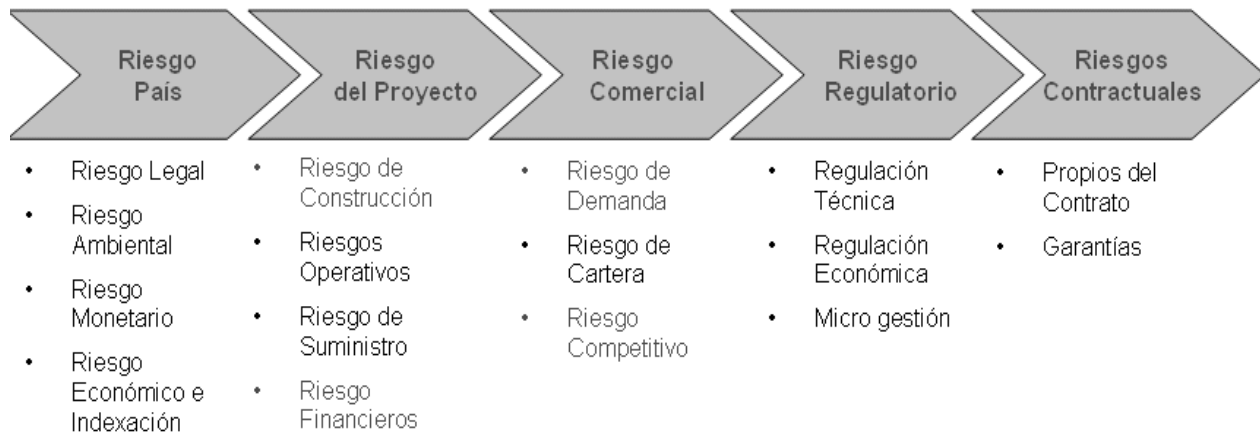 Riesgo
País
Riesgo
del Proyecto
Riesgo
Comercial
Riesgo
Regulatorio
Riesgos
Contractuales
• Riesgo Legal
• Riesgo
Ambiental
• Riesgo
Monetario
• Riesgo
Económico e
Indexación
• Riesgo de
Construcción
• Riesgos
Operativos
• Riesgo de
Suministro
• Riesgo
Financieros
• Riesgo de
Demanda
• Riesgo de
Cartera
• Riesgo
Competitivo
• Regulación
Técnica
• Regulación
Económica
• Micro gestión
• Propios del
Contrato
• Garantías